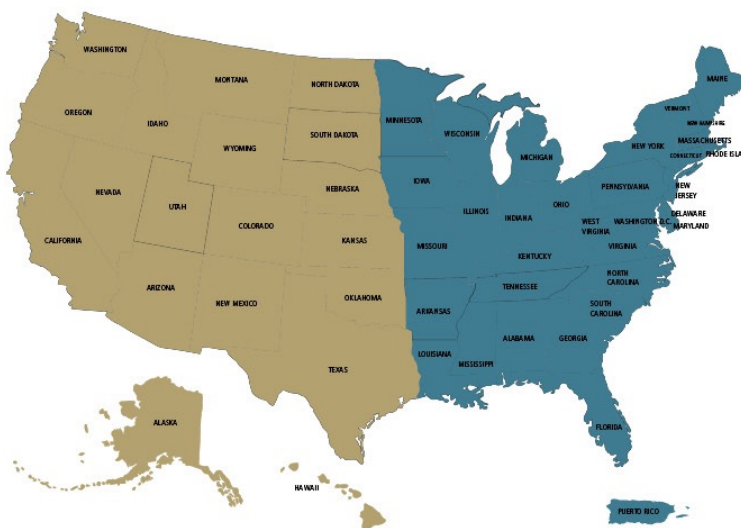 WASHINGTON
MONTANA
NORTH DAKOTA
MAINE
OREGON
IDAHO
MINNESOTA
VERMONT
NEW HAMPSHIRE
SOUTH DAKOTA
WISCONSIN
MASSACHUSETTS
WYOMING
MICHIGAN
NEW YORK
CONNECTICUT
RHODE ISLA
NEVADA
UTAH
NEBRASKA
IOWA
PENNSYDVANIA
NEW
JERSEY
OHIO
ILLINOIS
INDIANA
DELAWARE
COLORADO
WEST
VIRGINIA
WASHINGTON D.C.
MARYLAND
CALIFORNIA
KANSAS
MISSOURI
VIRGINIA
KENTUCKY
ARIZONA
NEW MEXICO
OKLAHOMA
TENNESSEE
NORTH
CAROLINA
ARKANSAS
SOUTH
CAROLINA
ALABAMA
GEORGIA
LOUISIANA
MISSISSIPPI
TEXAS
ALASKA
FLORIDA
HAWAII
PUERTO RICO